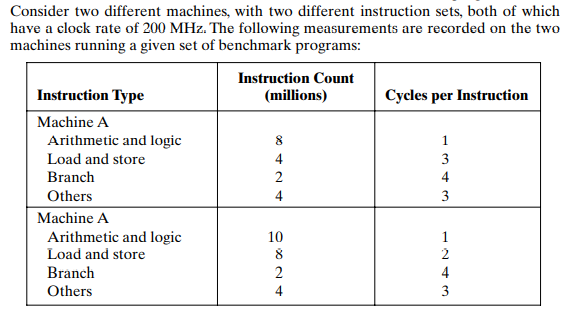 Consider two different machines, with two different instruction sets, both of which
have a clock rate of 200 MHz. The following measurements are recorded on the two
machines running a given set of benchmark programs:
Instruction Type Instruction Count (millions) Cycles per Instruction
Machine A
Arithmetic and logic 8 1
Load and store 4 3
Branch 2 4
Others 4 3
Machine A
Arithmetic and logic 10 1
Load and store 8 2
Branch 2 4
Others 4 3